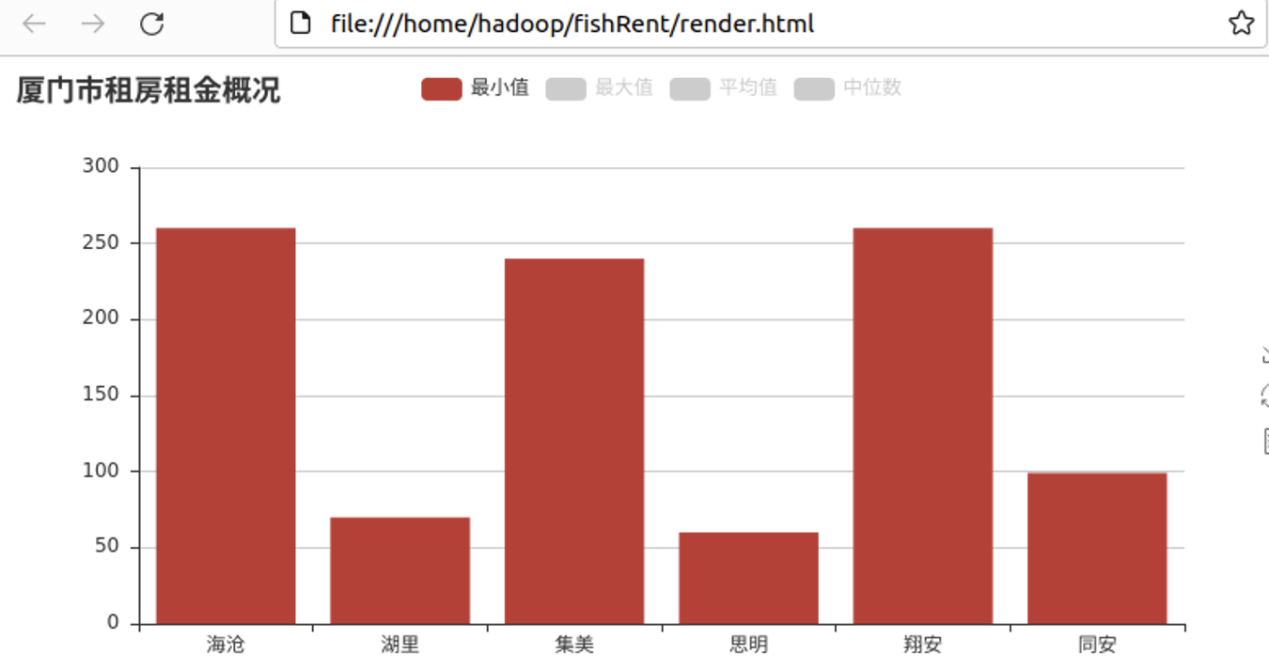 file:///home/hadoop/fishRent/render.html
厦门市租房租金概况
最小值 最大值 平均值 中位数
300
250
200
150
100
50
0
海沧 湖里 集美 思明 翔安 同安